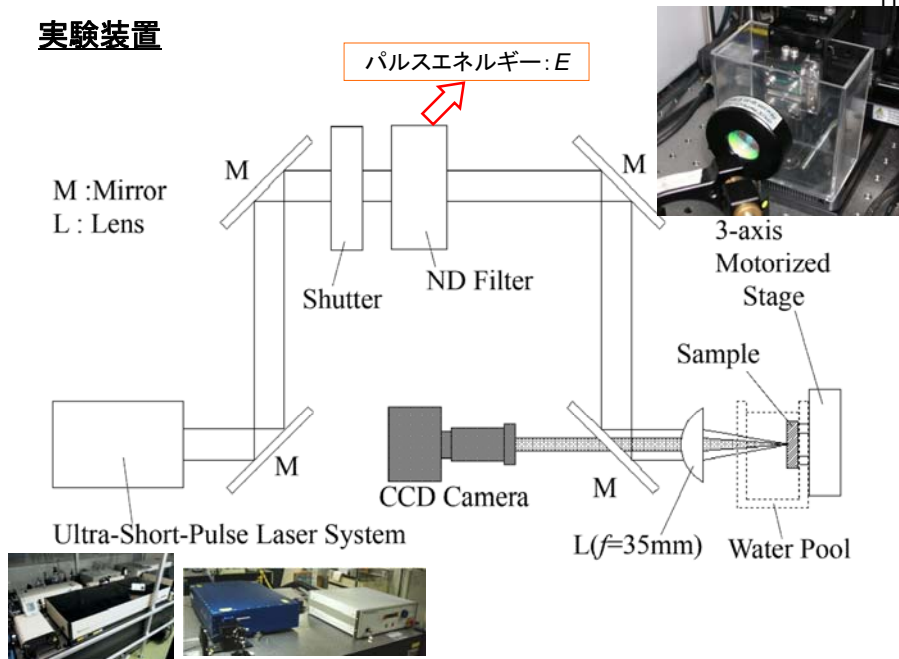 実験装置
パルスエネルギー：E
M :Mirror
L : Lens
M
M
Shutter
ND Filter
3-axis
Motorized
Stage
Sample
M
CCD Camera
M
Ultra-Short-Pulse Laser System
L(f=35mm)
Water Pool